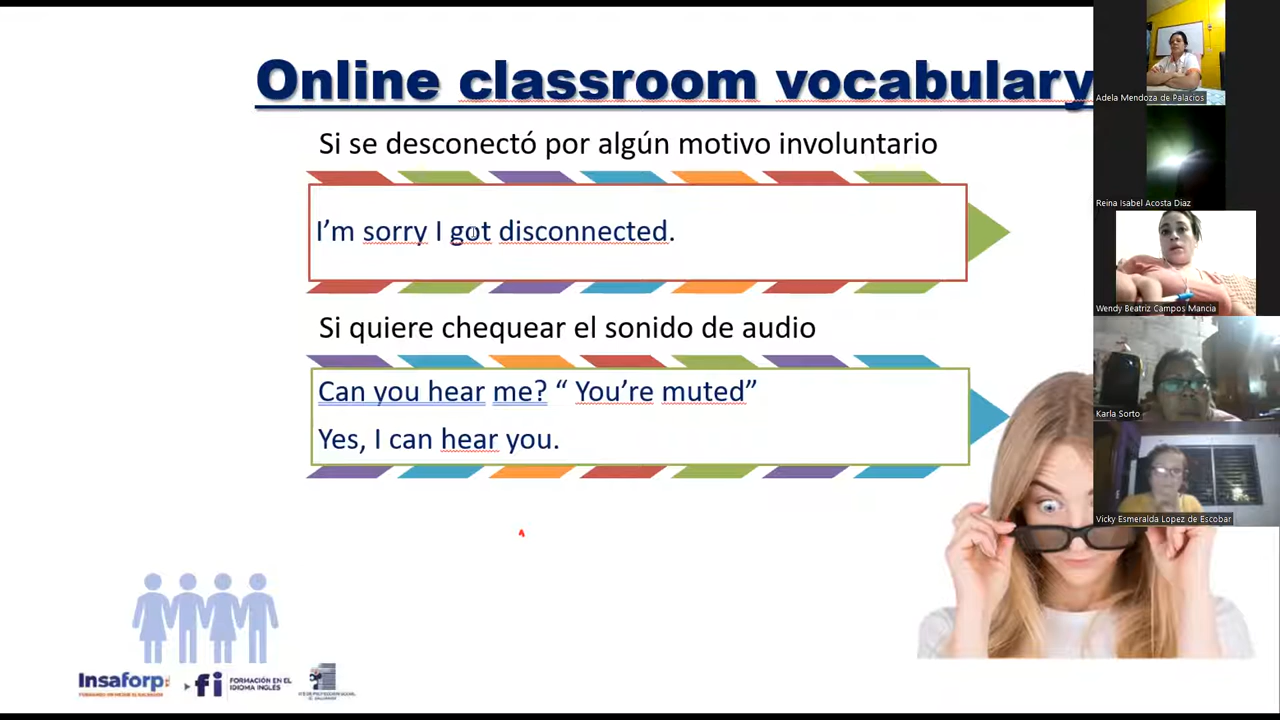 Online classroom vocabulary
Si se desconectó por algún motivo involuntario
I’m sorry I got disconnected.
Si quiere chequear el sonido de audio
Can you hear me? “ You’re muted”
Yes, I can hear you.
Adela Mendoza de Palacios
Reina Isabel Acosta Diaz
Wendy Beatriz Campos Mancia
Karla Sorto
Vicky Esmeralda Lopez de Escobar
Insaforp
fi
FORMACIÓN EN EL
IDIOMA INGLÉS